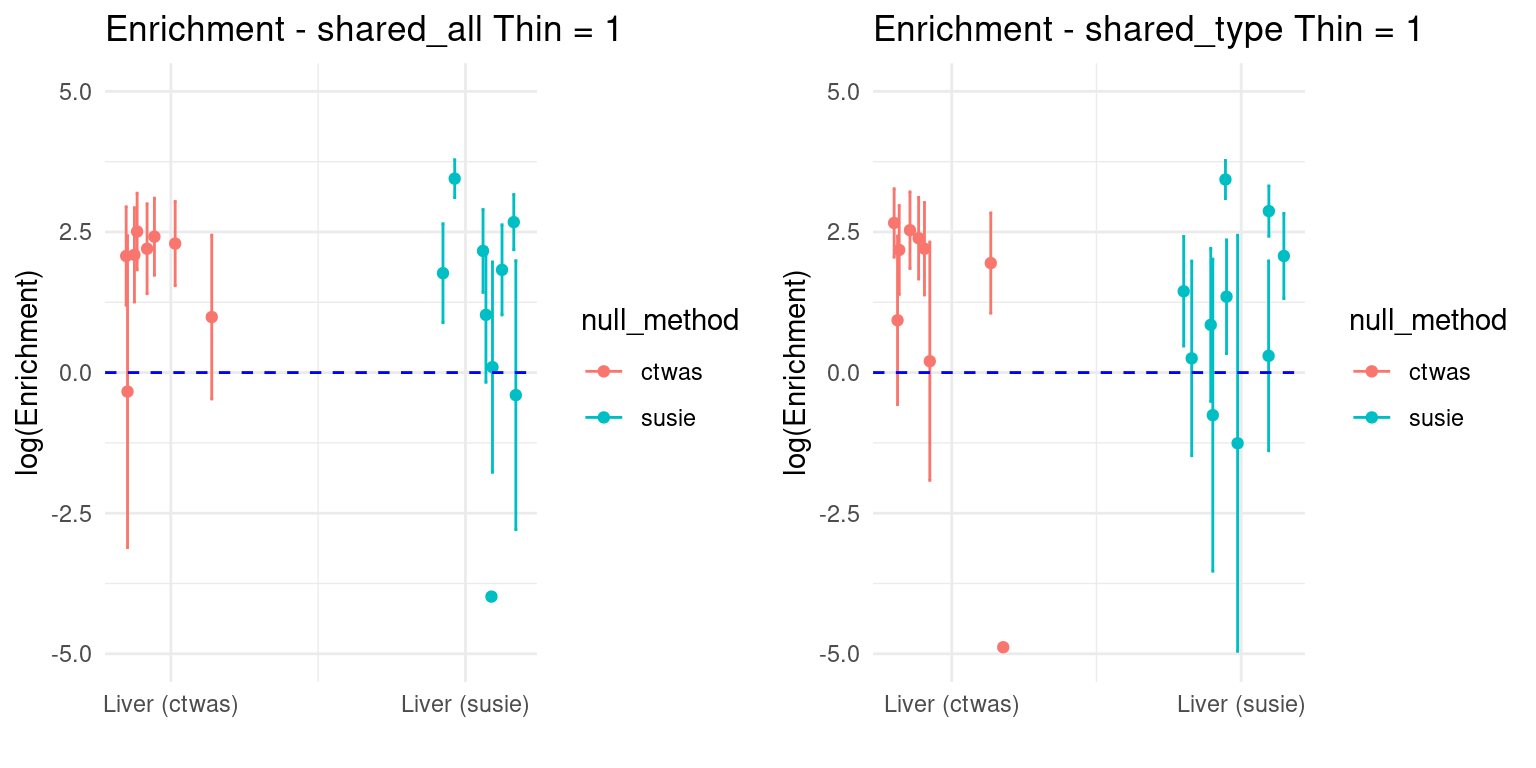 Enrichment - shared_all Thin = 1
log(Enrichment)
5.0
2.5
0.0
-2.5
-5.0
Liver (ctwas)
Liver (susie)
null_method
ctwas
susie
Enrichment - shared_type Thin = 1
log(Enrichment)
5.0
2.5
0.0
-2.5
-5.0
Liver (ctwas)
Liver (susie)
null_method
ctwas
susie